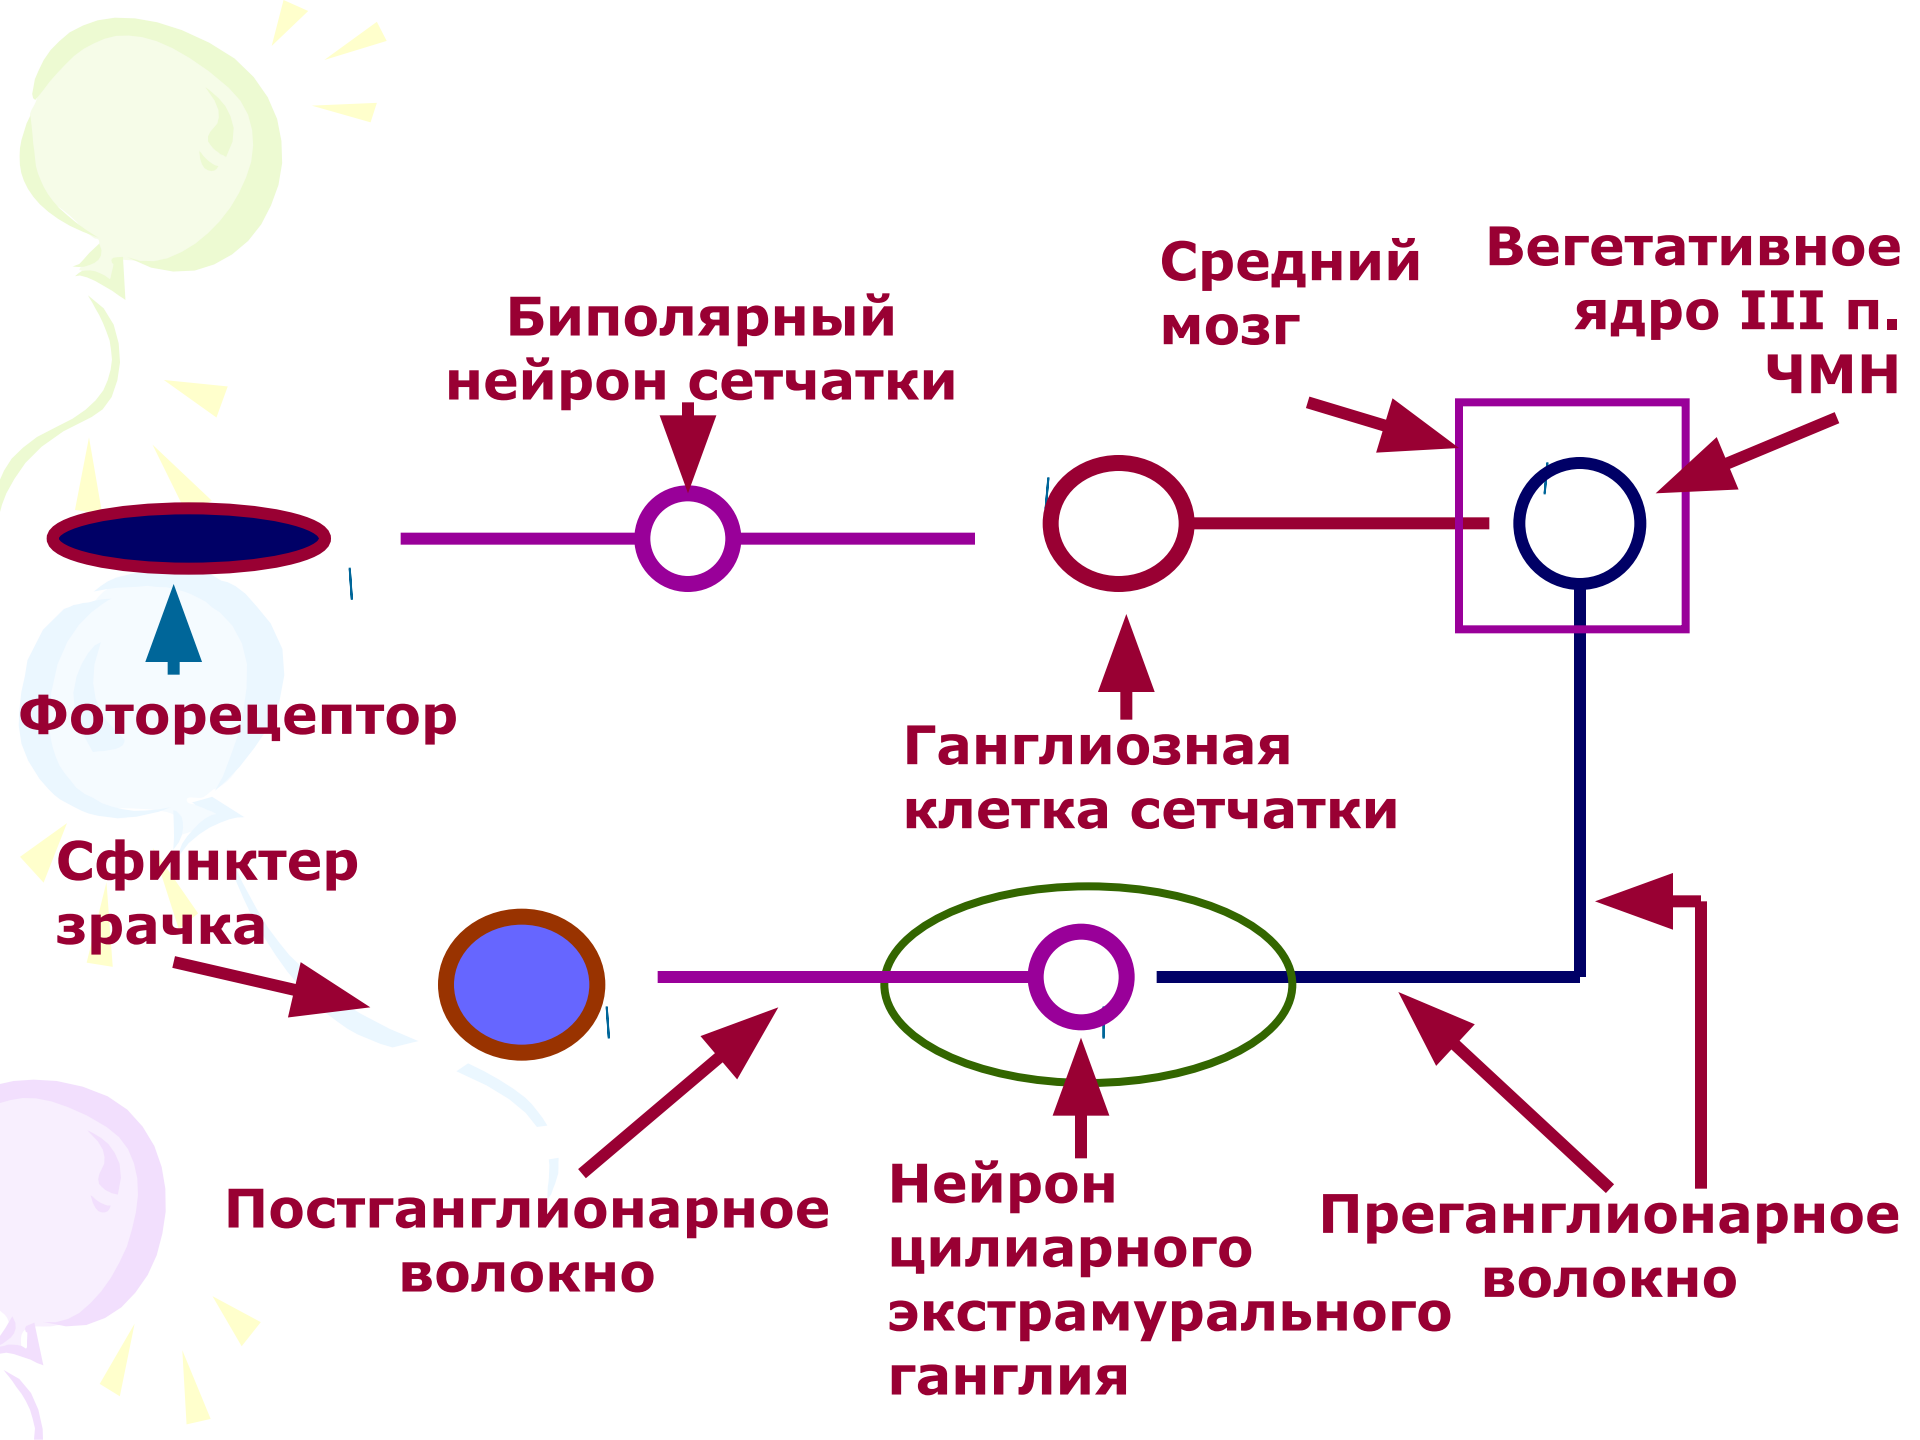 Средний
мозг
Вегетативное
ядро III п.
ЧМН
Биполярный
нейрон сетчатки
Фоторецептор
Ганглиозная
клетка сетчатки
Сфинктер
зрачка
Постганглионарное
волокно
Нейрон
цилиарного
экстрамурального
ганглия
Преганглионарное
волокно